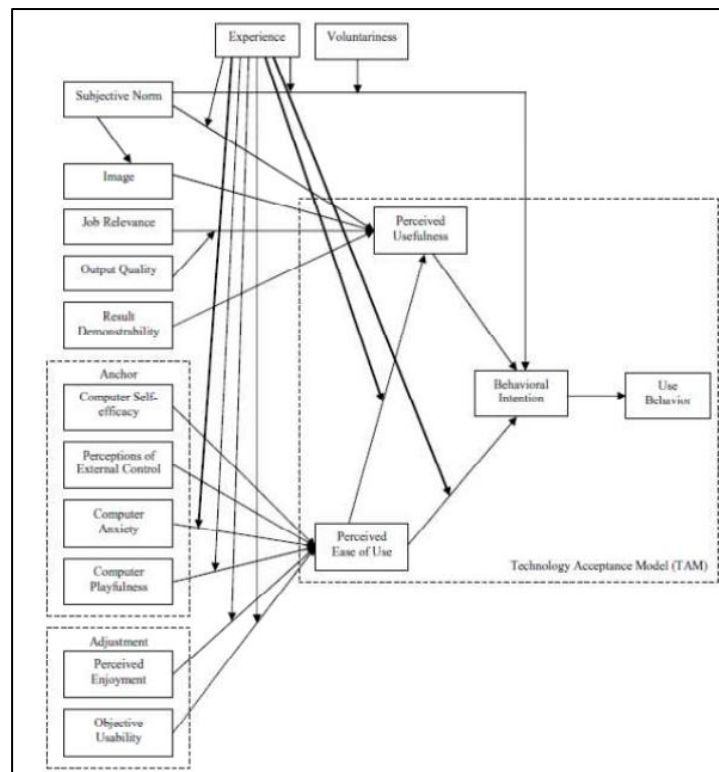 Experience
Voluntariness
Subjective Norm
Image
Job Relevance
Output Quality
Result
Demonstrability
Perceived
Usefulness
Anchor
Computer Self-
efficacy
Perceptions of
External Control
Computer
Anxiety
Computer
Playfulness
Behavioral
Intention
Use
Behavior
Perceived
Ease of Use
Technology Acceptance Model (TAM)
Adjustment
Perceived
Enjoyment
Objective
Usability